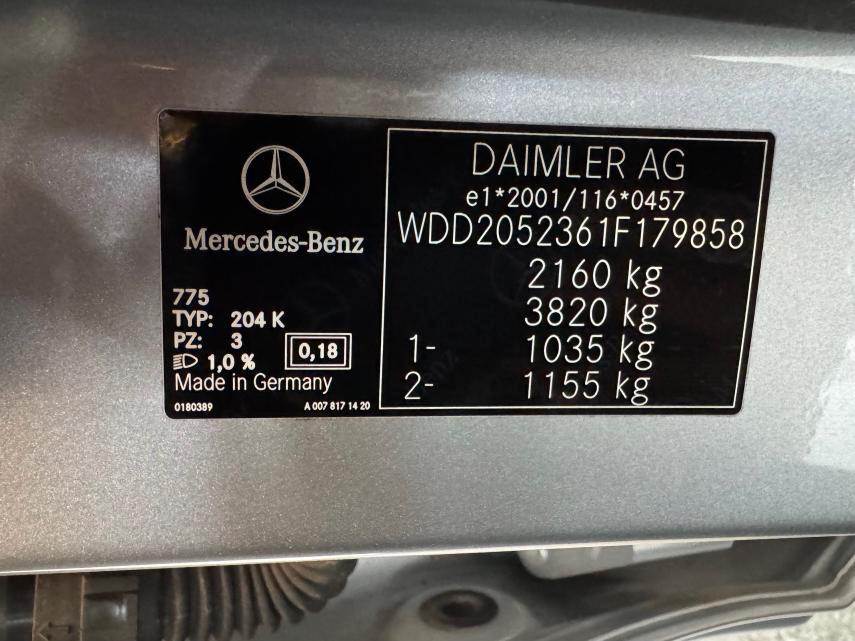 Mercedes-Benz
775
TYP: 204 K
PZ: 3
1,0 % 0,18
Made in Germany
0180389 A 007 817 14 20
DAIMLER AG
e1*2001/116*0457
WDD2052361F179858
2160 kg
3820 kg
1- 1035 kg
2- 1155 kg